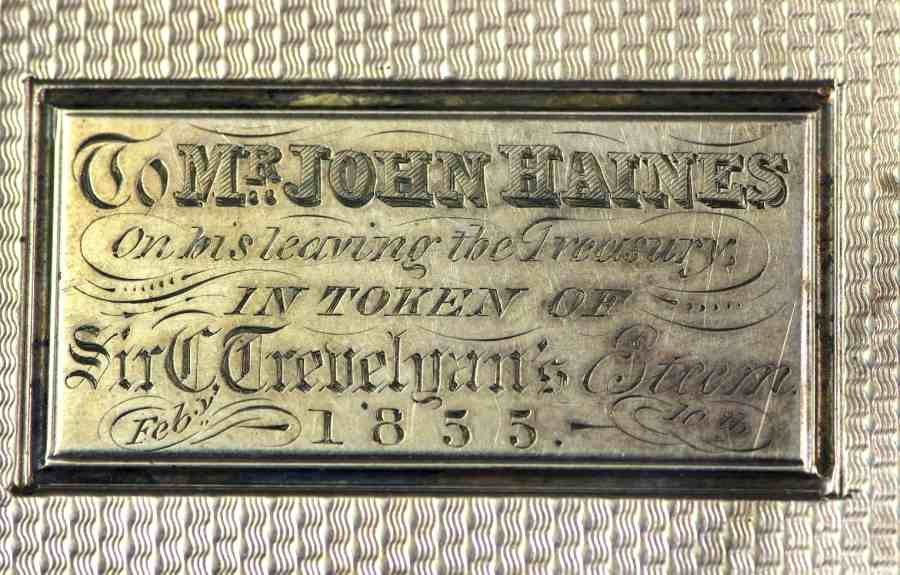 To Mr. JOHN HAINES
On his leaving the Treasury,
IN TOKEN OF
Sir C. Trevelyan's Esteem.
Feby. 1855. 10th